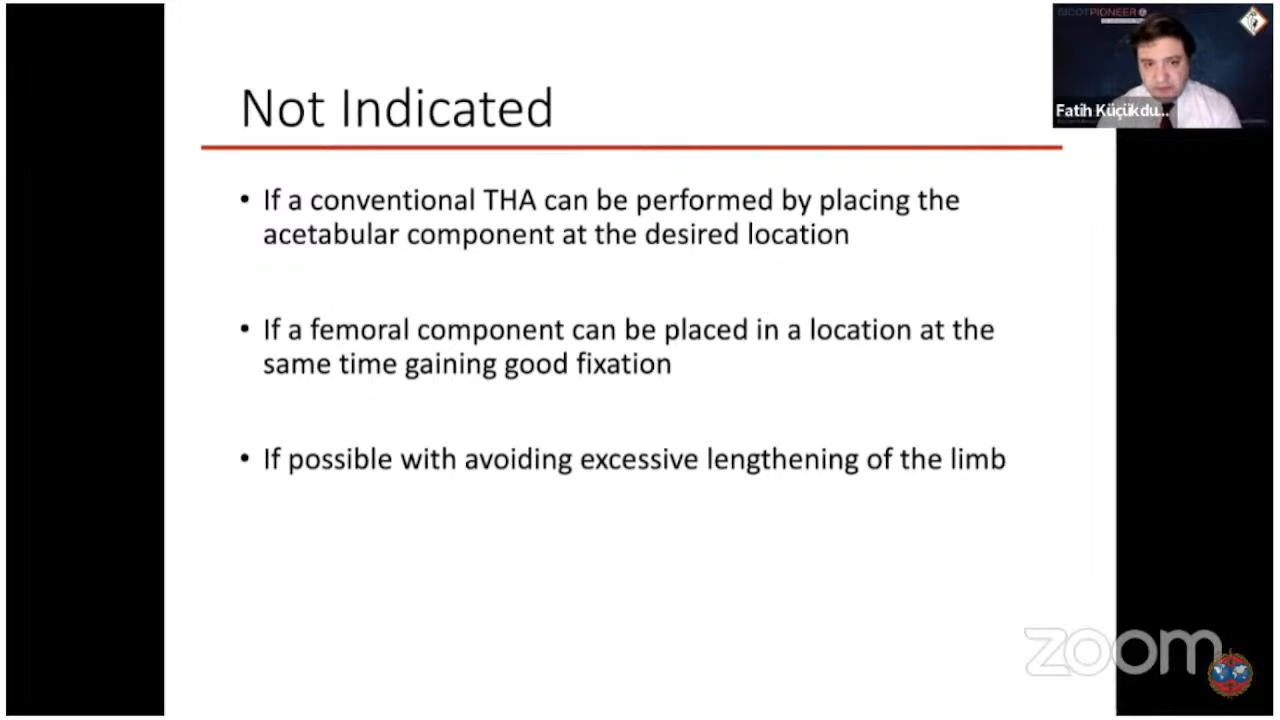 SICOTPIONEER
Fatih Küçükdu...
Not Indicated
• If a conventional THA can be performed by placing the
acetabular component at the desired location
• If a femoral component can be placed in a location at the
same time gaining good fixation
• If possible with avoiding excessive lengthening of the limb
zoom